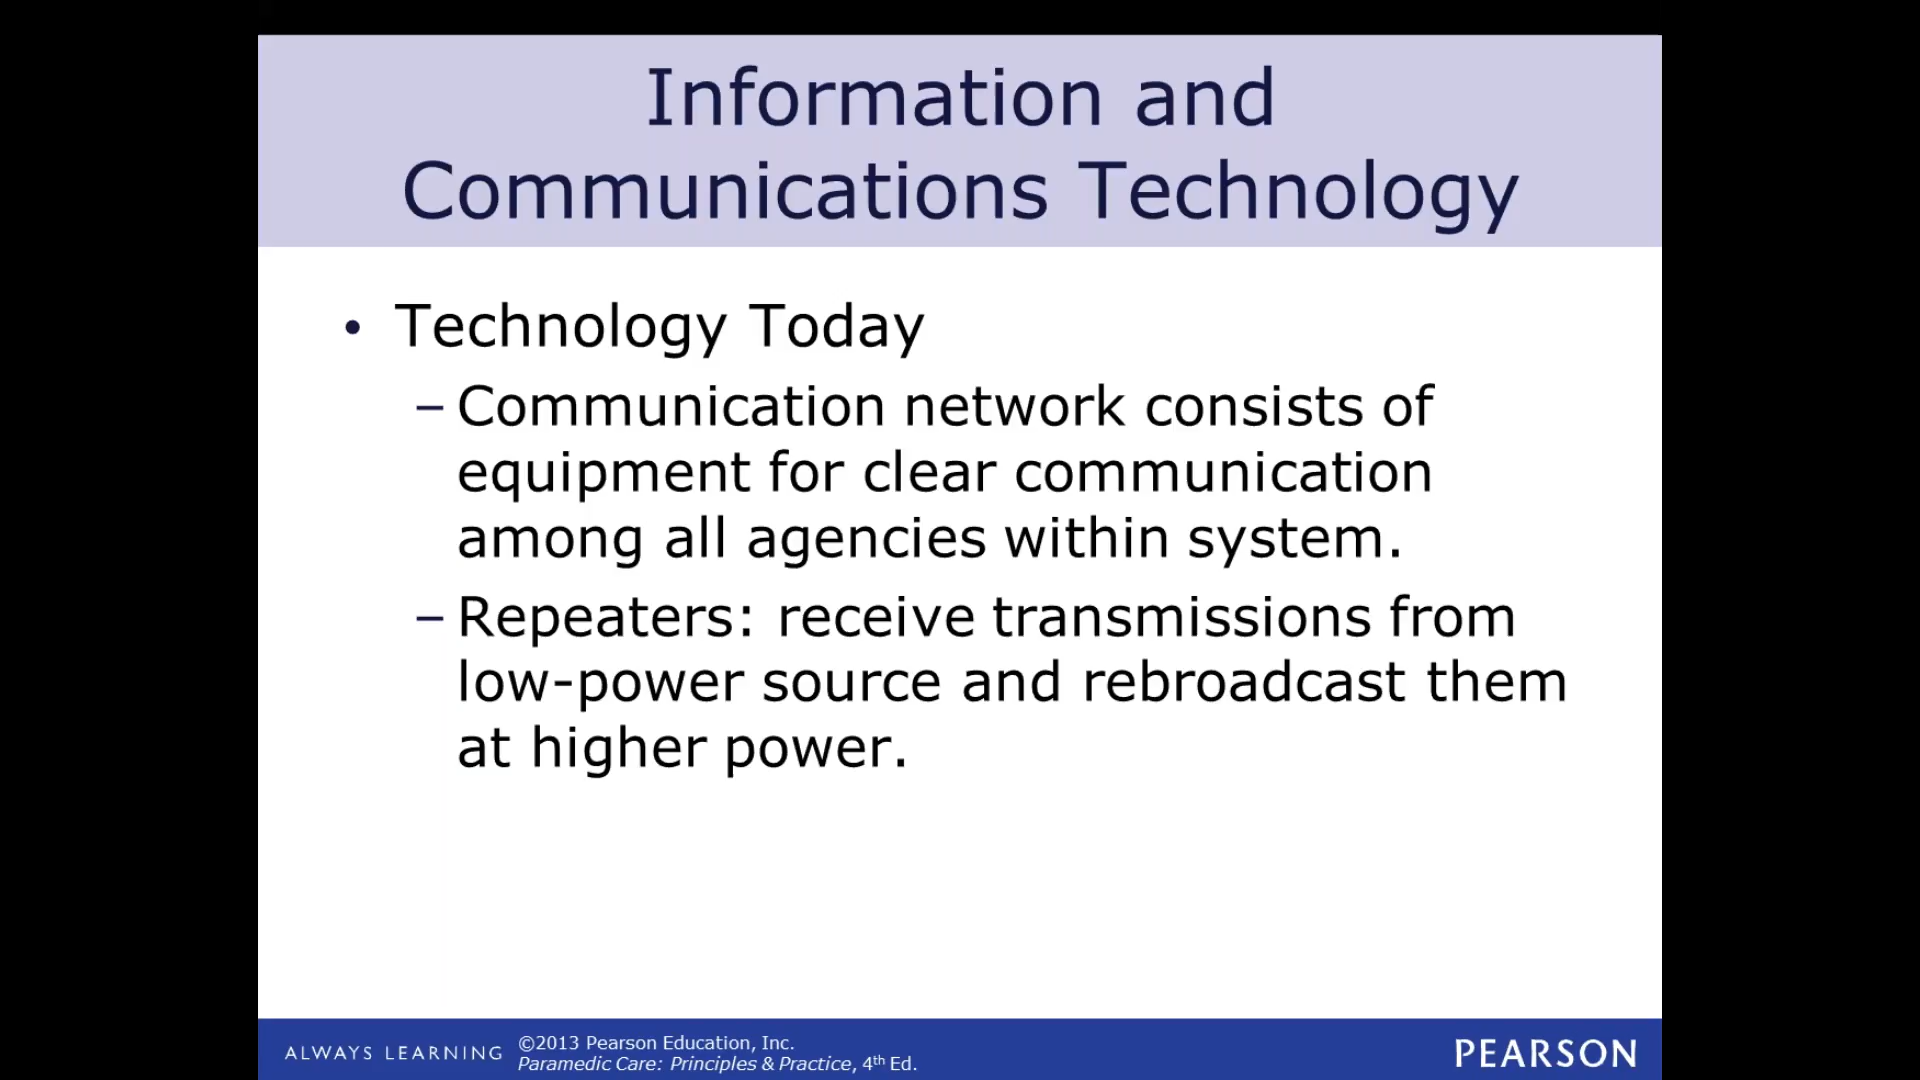 Information and
Communications Technology
• Technology Today
– Communication network consists of
equipment for clear communication
among all agencies within system.
– Repeaters: receive transmissions from
low-power source and rebroadcast them
at higher power.
ALWAYS LEARNING
©2013 Pearson Education, Inc.
Paramedic Care: Principles & Practice, 4th Ed.
PEARSON